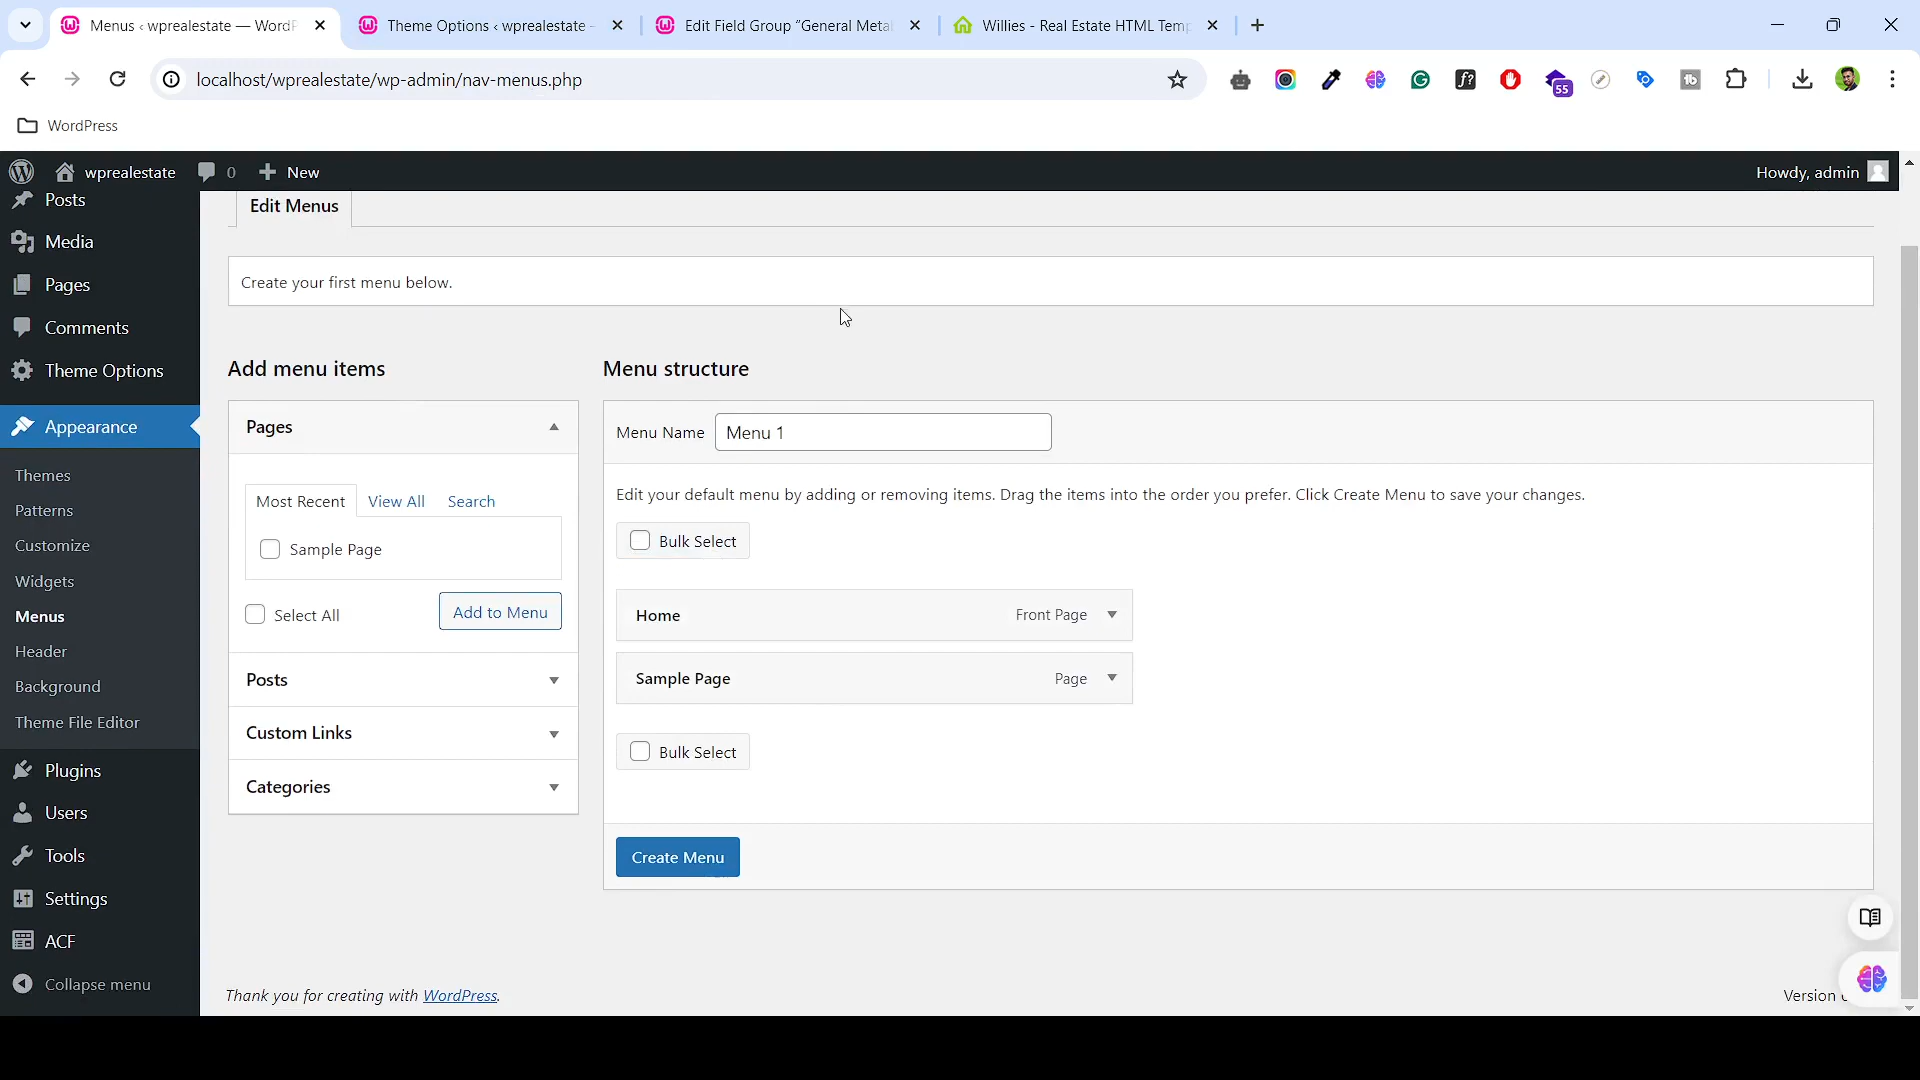 Menus ‹ wprealestate — WordP
Theme Options ‹ wprealestate -
Edit Field Group “General Meta
Willies - Real Estate HTML Temp
localhost/wprealestate/wp-admin/nav-menus.php
55
WordPress
wprealestate
0
New
Howdy, admin
Posts
Media
Pages
Comments
Theme Options
Appearance
Themes
Patterns
Customize
Widgets
Menus
Header
Background
Theme File Editor
Plugins
Users
Tools
Settings
ACF
Collapse menu
Edit Menus
Create your first menu below.
Add menu items
Pages
Most Recent
View All
Search
Sample Page
Select All
Add to Menu
Posts
Custom Links
Categories
Menu structure
Menu Name
Menu 1
Edit your default menu by adding or removing items. Drag the items into the order you prefer. Click Create Menu to save your changes.
Bulk Select
Home
Front Page
Sample Page
Page
Bulk Select
Create Menu
Thank you for creating with WordPress.
Version